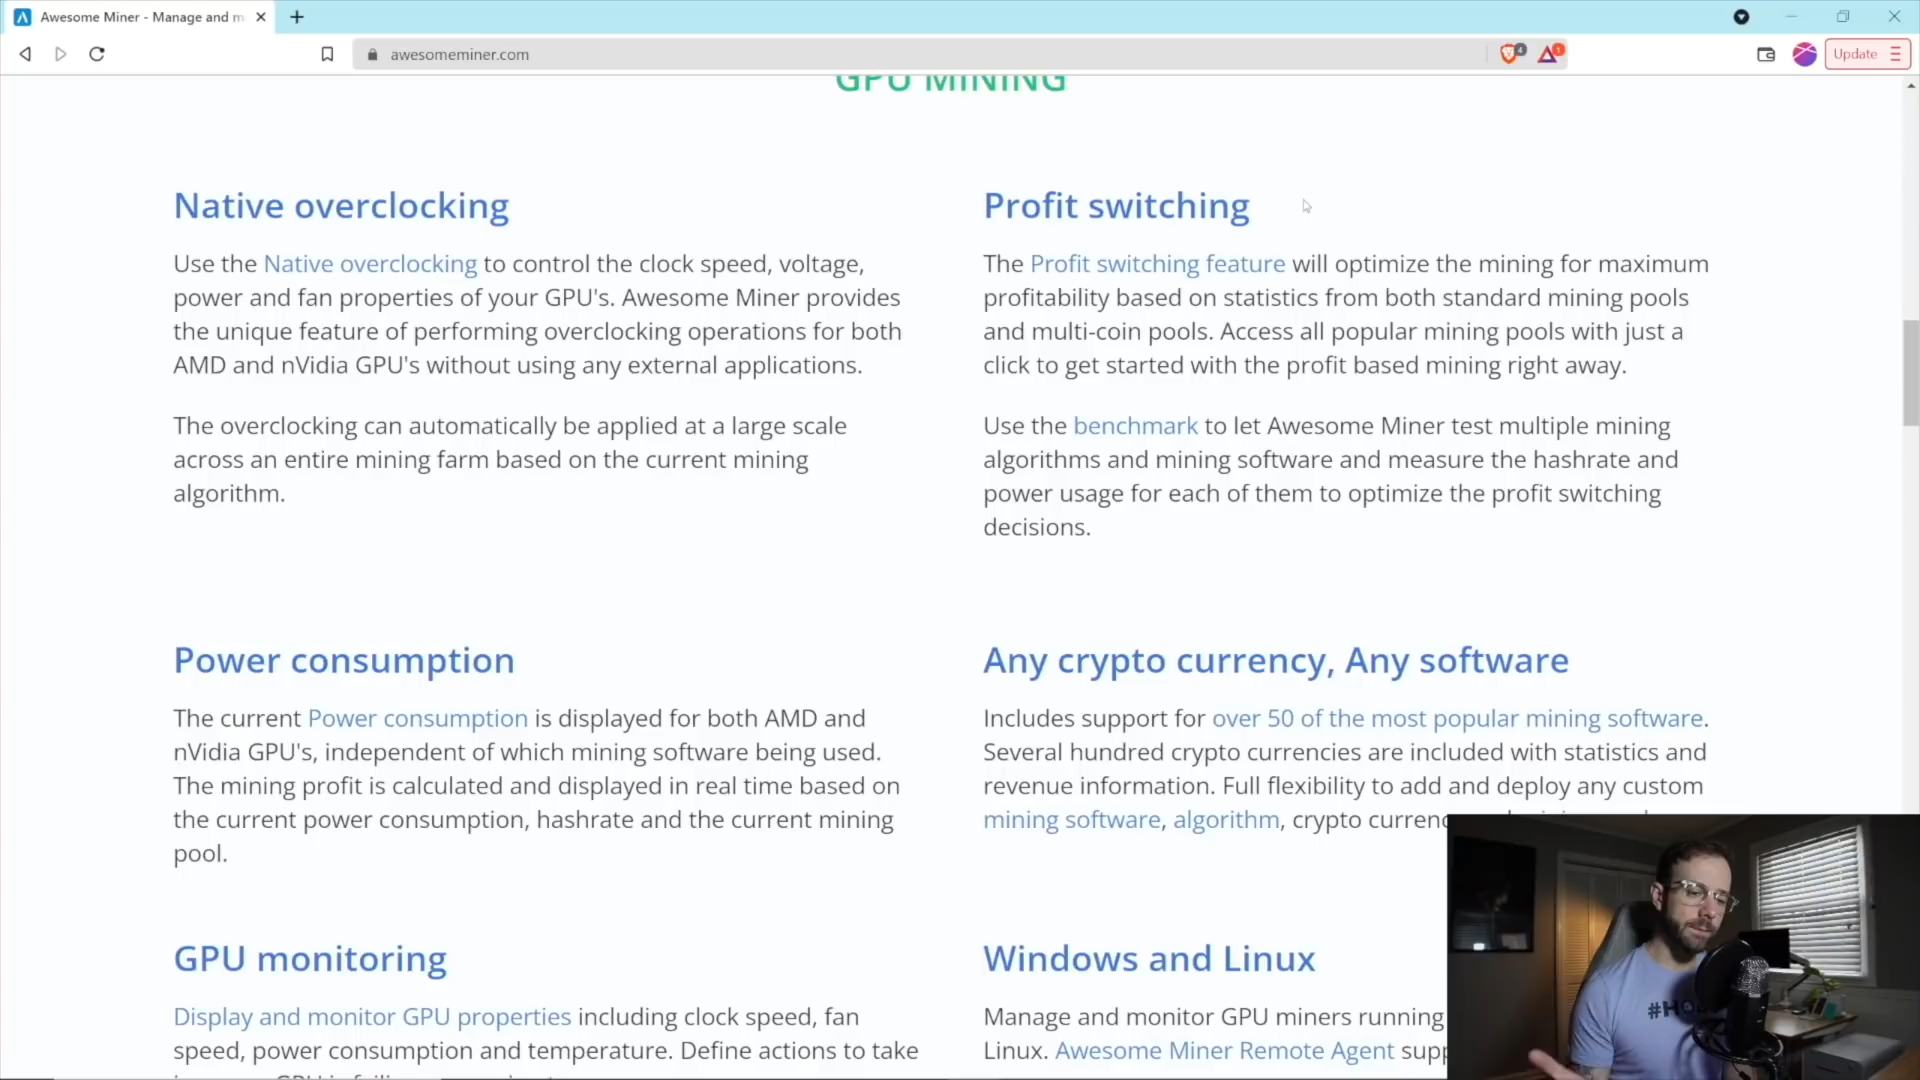 Awesome Miner - Manage and m
awesomeminer.com
4
1
Update
GPU MINING
Native overclocking
Use the Native overclocking to control the clock speed, voltage,
power and fan properties of your GPU's. Awesome Miner provides
the unique feature of performing overclocking operations for both
AMD and nVidia GPU's without using any external applications.
The overclocking can automatically be applied at a large scale
across an entire mining farm based on the current mining
algorithm.
Profit switching
The Profit switching feature will optimize the mining for maximum
profitability based on statistics from both standard mining pools
and multi-coin pools. Access all popular mining pools with just a
click to get started with the profit based mining right away.
Use the benchmark to let Awesome Miner test multiple mining
algorithms and mining software and measure the hashrate and
power usage for each of them to optimize the profit switching
decisions.
Power consumption
The current Power consumption is displayed for both AMD and
nVidia GPU's, independent of which mining software being used.
The mining profit is calculated and displayed in real time based on
the current power consumption, hashrate and the current mining
pool.
Any crypto currency, Any software
Includes support for over 50 of the most popular mining software.
Several hundred crypto currencies are included with statistics and
revenue information. Full flexibility to add and deploy any custom
mining software, algorithm, crypto currenc
GPU monitoring
Display and monitor GPU properties including clock speed, fan
speed, power consumption and temperature. Define actions to take
Windows and Linux
Manage and monitor GPU miners running
Linux. Awesome Miner Remote Agent supp